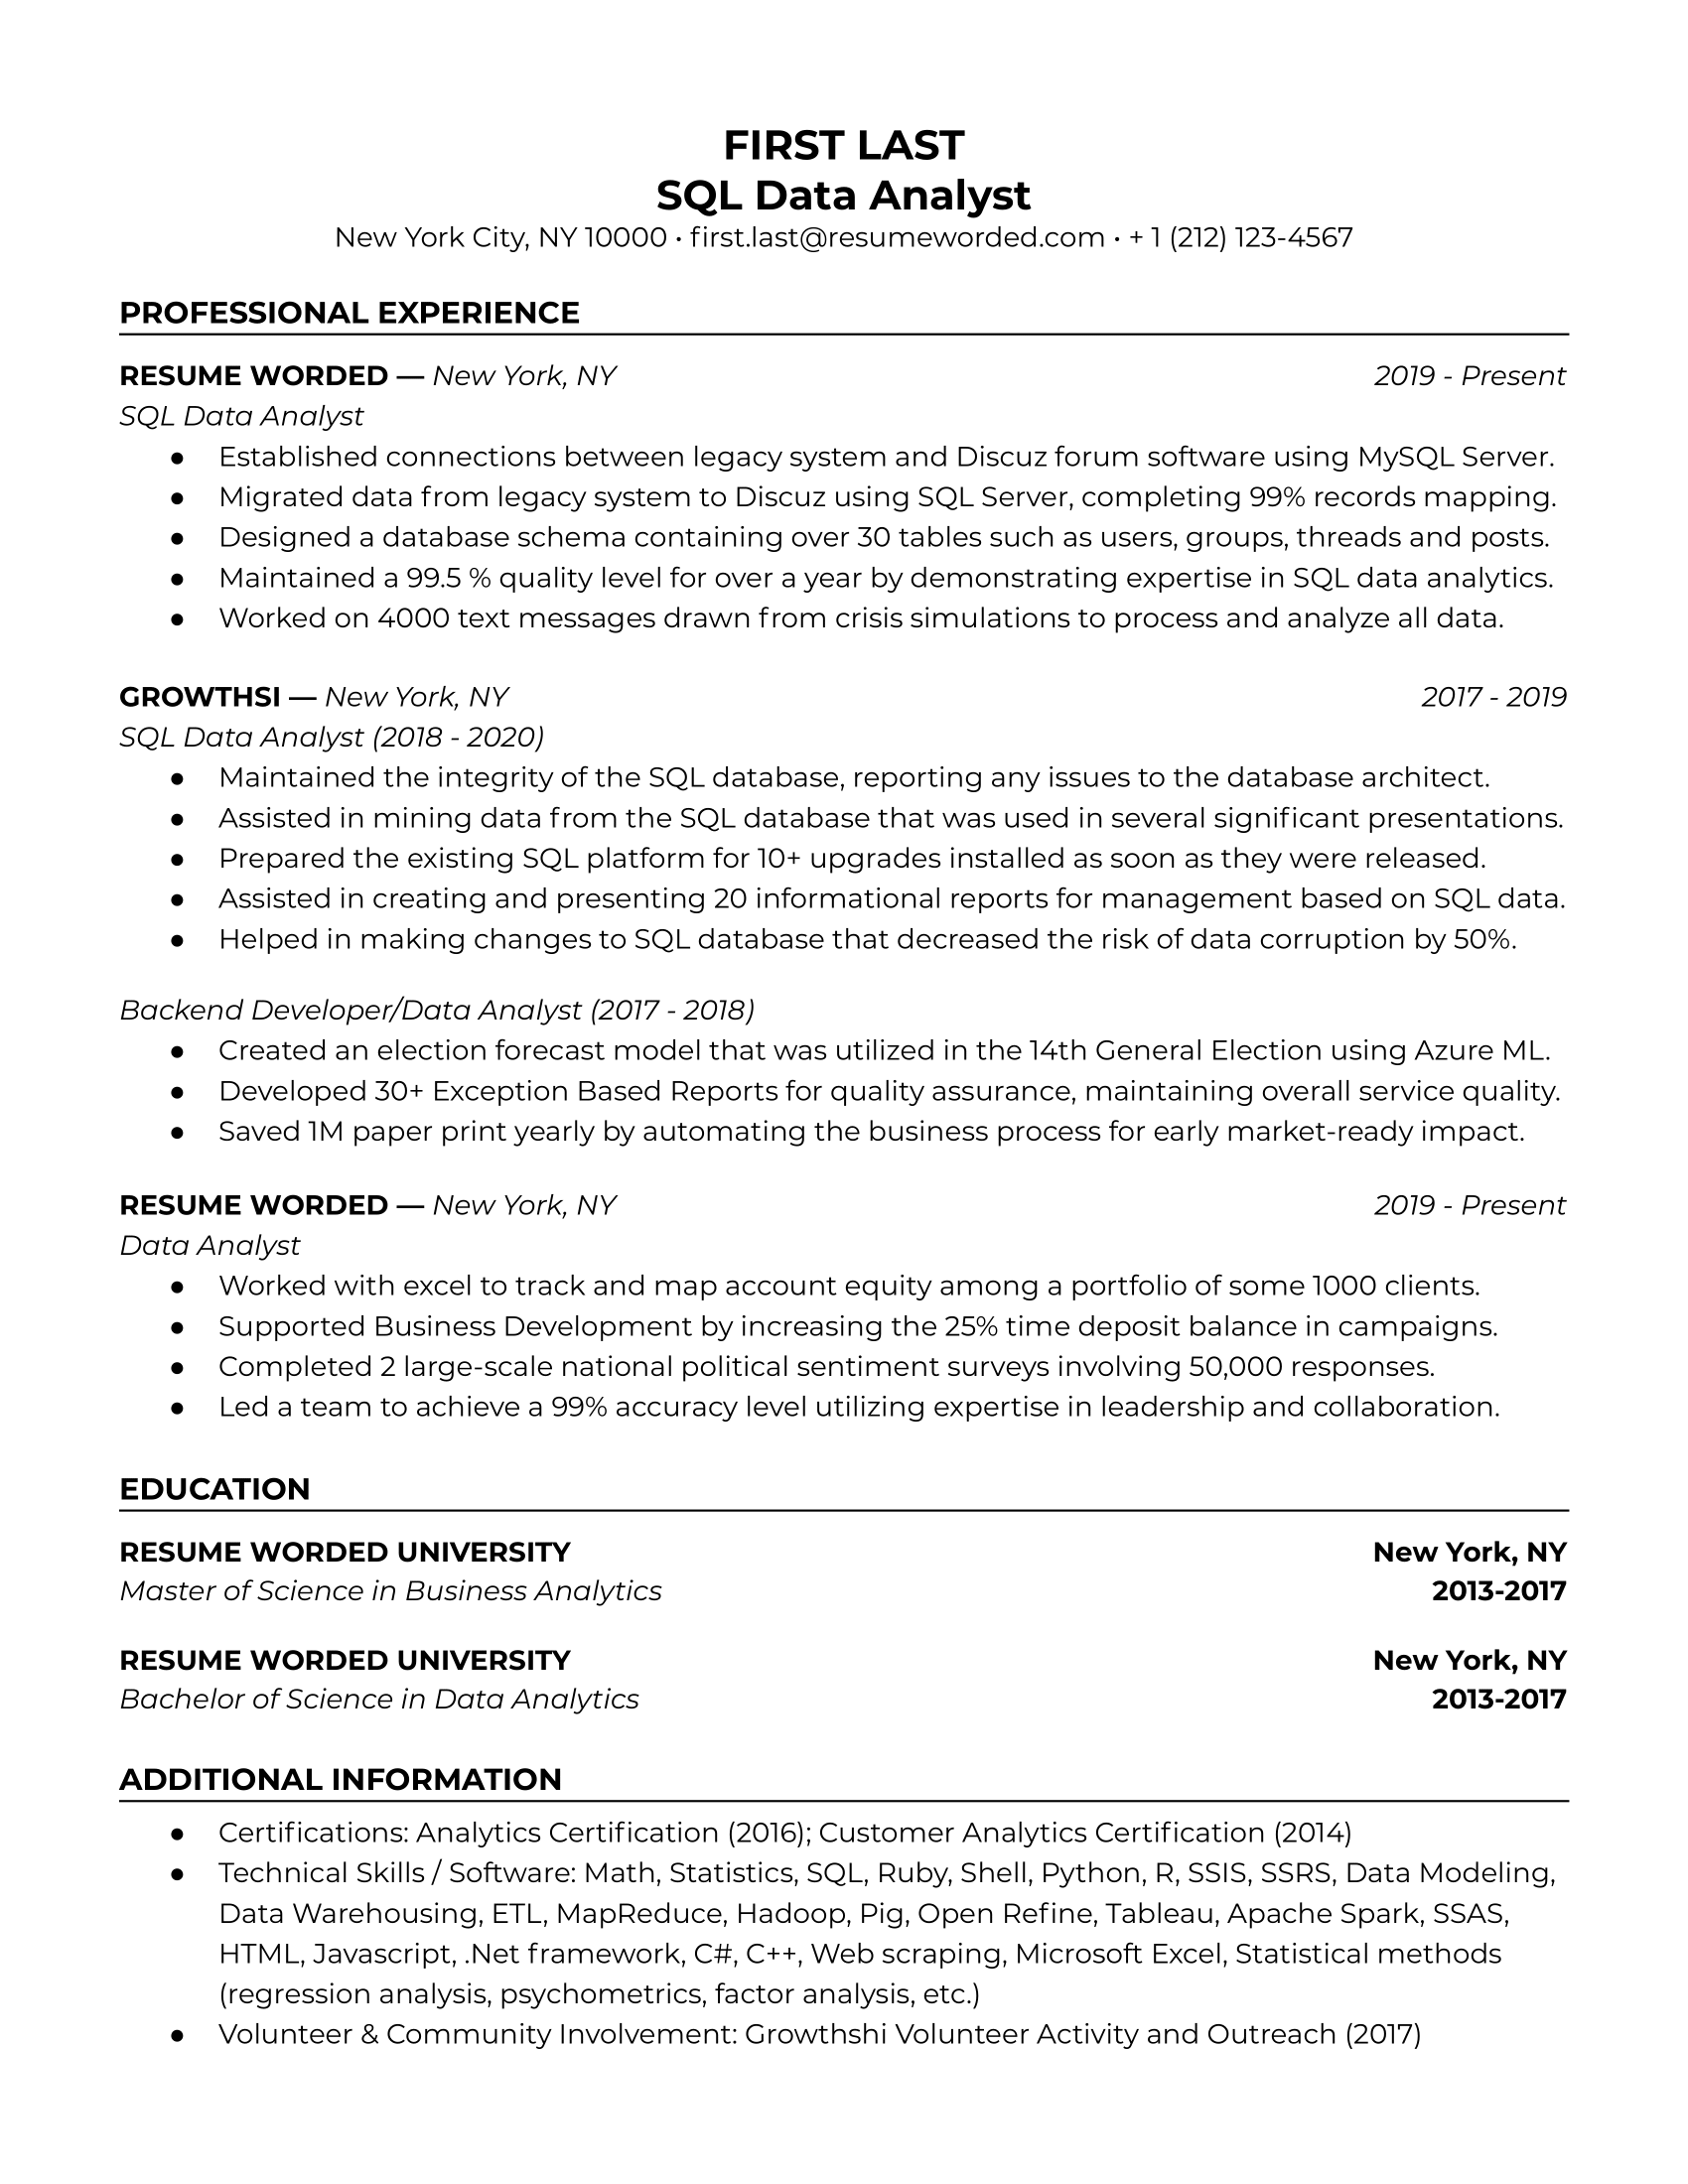 FIRST LAST
SQL Data Analyst
New York City, NY 10000 • first.last@resumeworded.com • + 1 (212) 123-4567
PROFESSIONAL EXPERIENCE
RESUME WORDED — New York, NY 2019 - Present
SQL Data Analyst
● Established connections between legacy system and Discuz forum software using MySQL Server.
● Migrated data from legacy system to Discuz using SQL Server, completing 99% records mapping.
● Designed a database schema containing over 30 tables such as users, groups, threads and posts.
● Maintained a 99.5 % quality level for over a year by demonstrating expertise in SQL data analytics.
● Worked on 4000 text messages drawn from crisis simulations to process and analyze all data.
GROWTHSI — New York, NY 2017 - 2019
SQL Data Analyst (2018 - 2020)
● Maintained the integrity of the SQL database, reporting any issues to the database architect.
● Assisted in mining data from the SQL database that was used in several significant presentations.
● Prepared the existing SQL platform for 10+ upgrades installed as soon as they were released.
● Assisted in creating and presenting 20 informational reports for management based on SQL data.
● Helped in making changes to SQL database that decreased the risk of data corruption by 50%.
Backend Developer/Data Analyst (2017 - 2018)
● Created an election forecast model that was utilized in the 14th General Election using Azure ML.
● Developed 30+ Exception Based Reports for quality assurance, maintaining overall service quality.
● Saved 1M paper print yearly by automating the business process for early market-ready impact.
RESUME WORDED — New York, NY 2019 - Present
Data Analyst
● Worked with excel to track and map account equity among a portfolio of some 1000 clients.
● Supported Business Development by increasing the 25% time deposit balance in campaigns.
● Completed 2 large-scale national political sentiment surveys involving 50,000 responses.
● Led a team to achieve a 99% accuracy level utilizing expertise in leadership and collaboration.
EDUCATION
RESUME WORDED UNIVERSITY New York, NY
Master of Science in Business Analytics 2013-2017
RESUME WORDED UNIVERSITY New York, NY
Bachelor of Science in Data Analytics 2013-2017
ADDITIONAL INFORMATION
● Certifications: Analytics Certification (2016); Customer Analytics Certification (2014)
● Technical Skills / Software: Math, Statistics, SQL, Ruby, Shell, Python, R, SSIS, SSRS, Data Modeling,
Data Warehousing, ETL, MapReduce, Hadoop, Pig, Open Refine, Tableau, Apache Spark, SSAS,
HTML, Javascript, .Net framework, C#, C++, Web scraping, Microsoft Excel, Statistical methods
(regression analysis, psychometrics, factor analysis, etc.)
● Volunteer & Community Involvement: Growthshi Volunteer Activity and Outreach (2017)